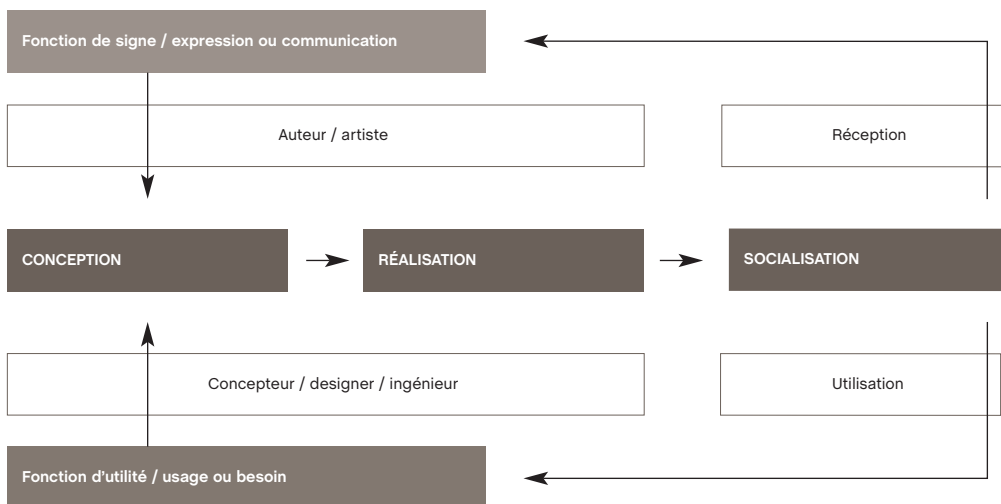 Fonction de signe / expression ou communication
Auteur / artiste
Réception
CONCEPTION
RÉALISATION
SOCIALISATION
Concepteur / designer / ingénieur
Utilisation
Fonction d'utilité / usage ou besoin